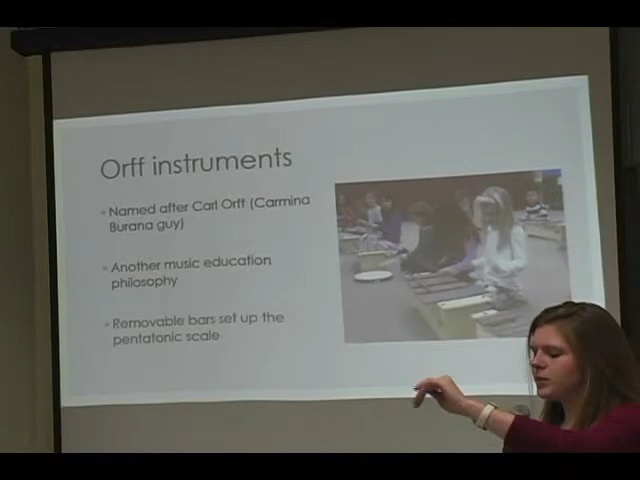 Orff instruments
Named after Carl Orff (Carmina
Burana guy)
Another music education
philosophy
Removable bars set up the
pentatonic scale